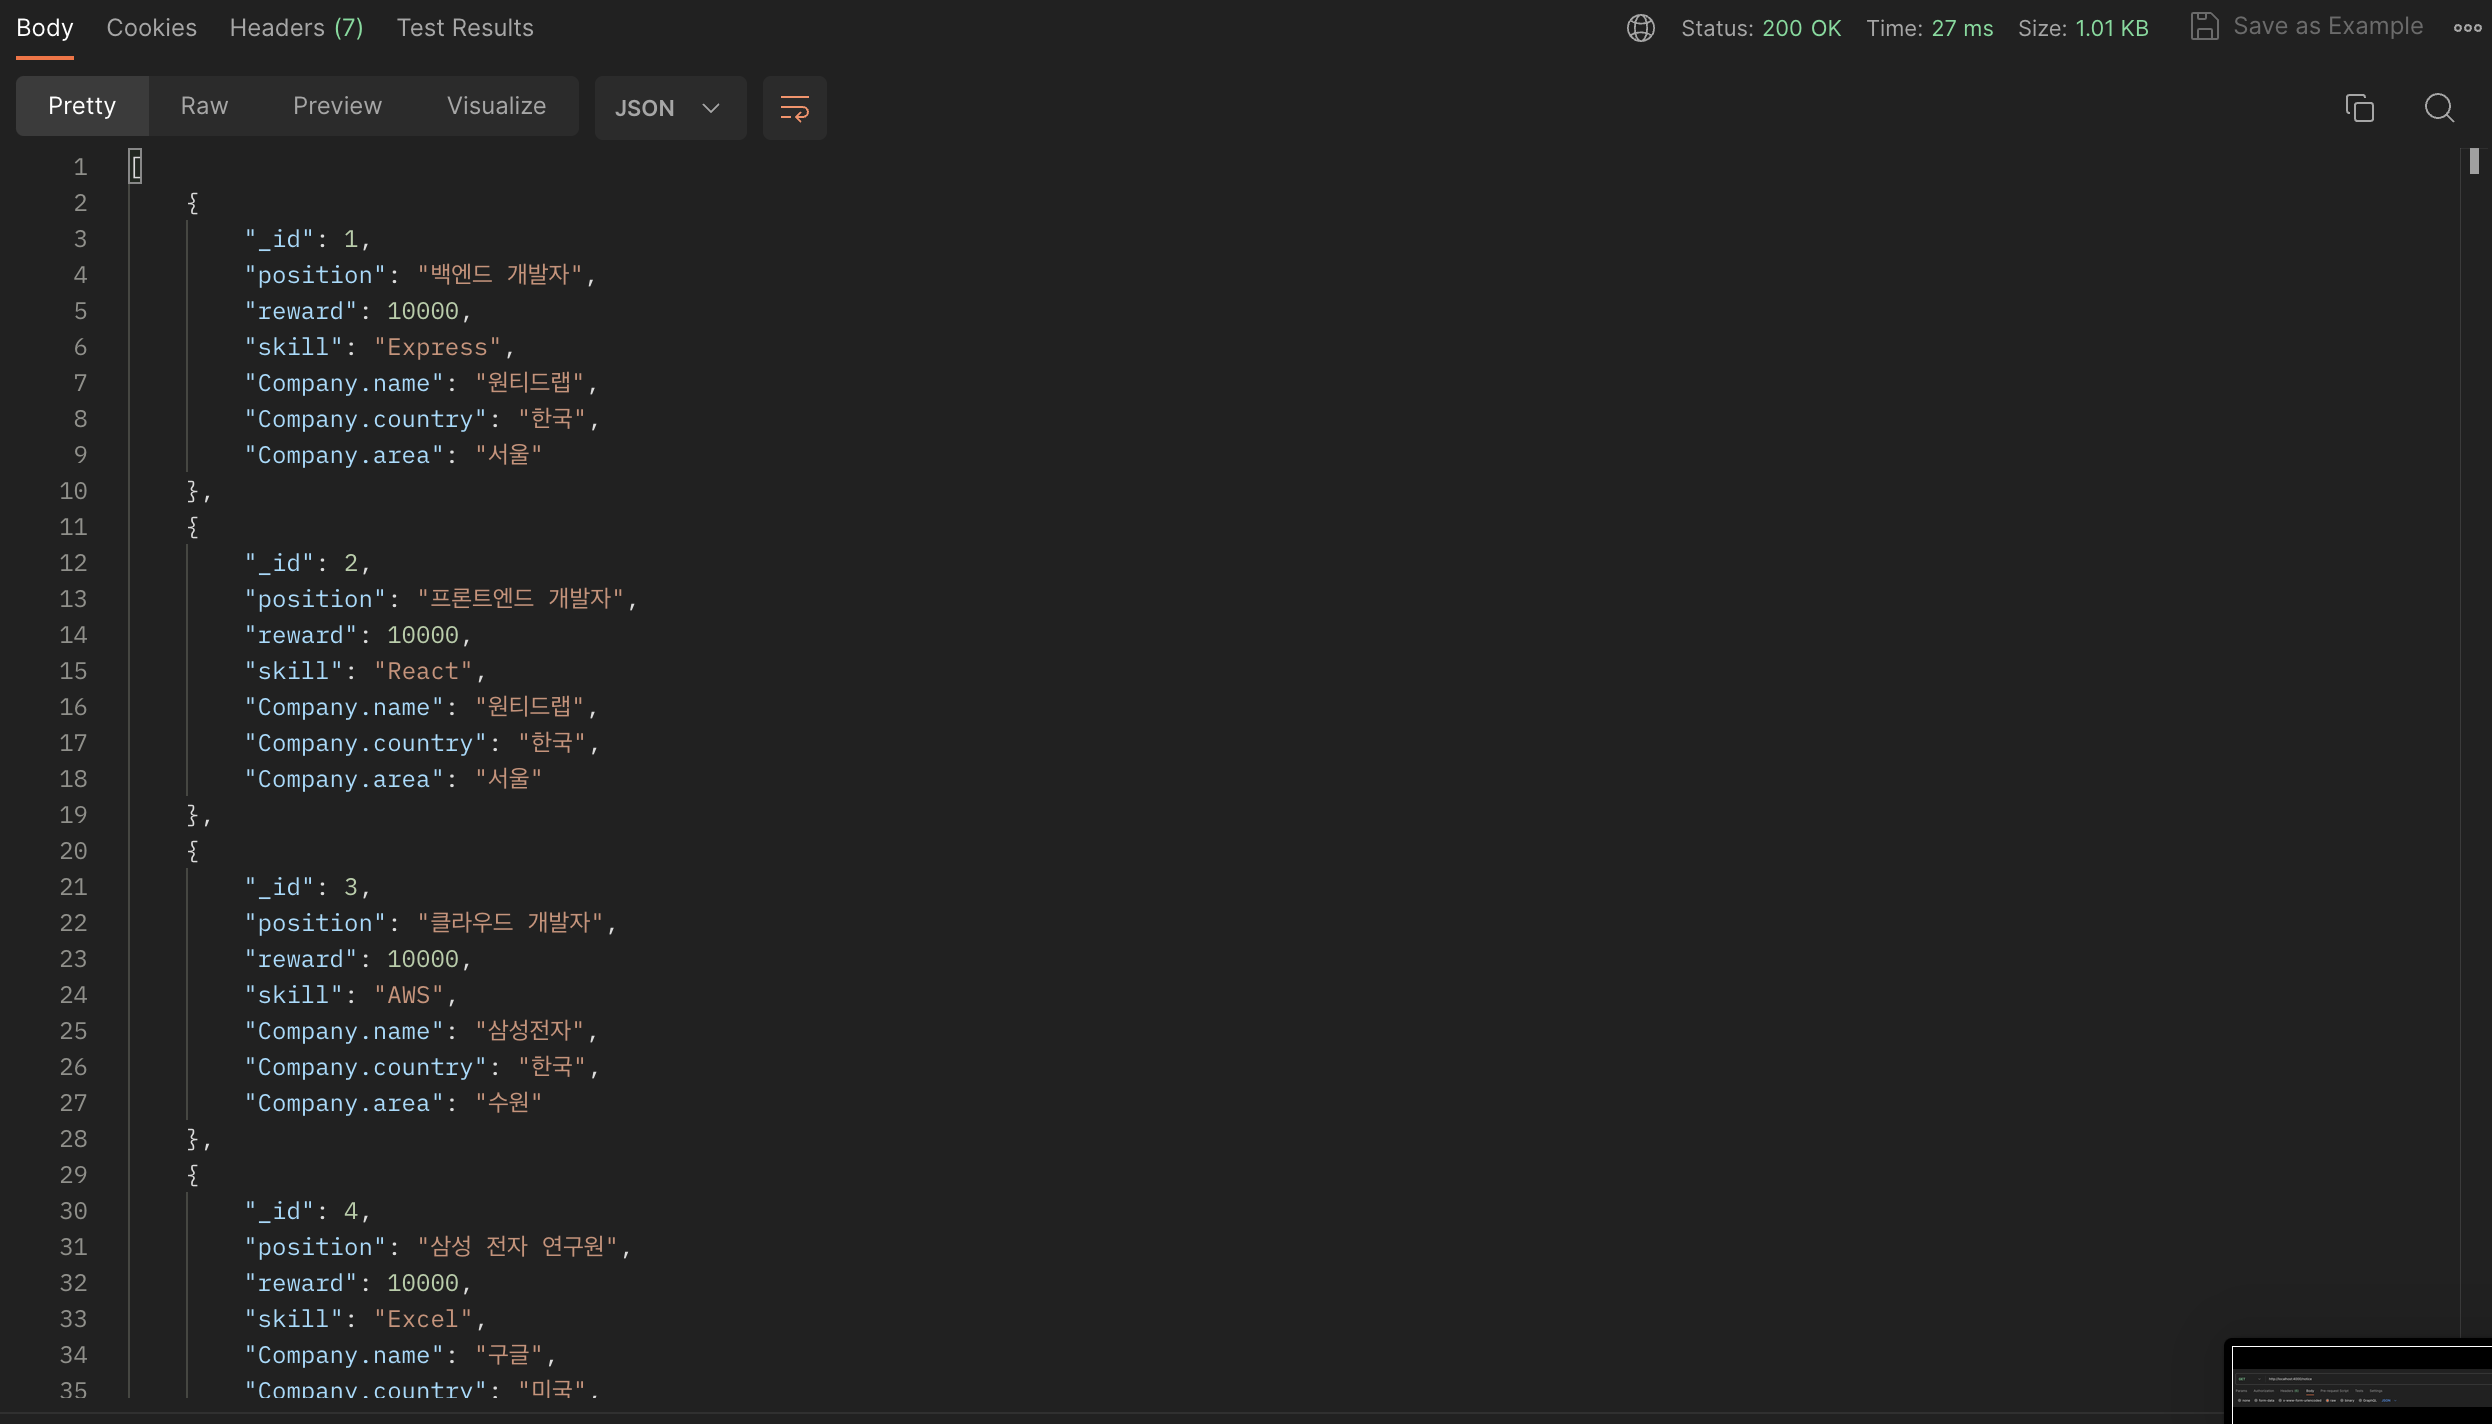 Body Cookies Headers (7) Test Results Status: 200 OK Time: 27 ms Size: 1.01 KB Save as Example
Pretty Raw Preview Visualize JSON
1 [
2 {
3 "_id": 1,
4 "position": "백엔드 개발자",
5 "reward": 10000,
6 "skill": "Express",
7 "Company.name": "원티드랩",
8 "Company.country": "한국",
9 "Company.area": "서울"
10 },
11 {
12 "_id": 2,
13 "position": "프론트엔드 개발자",
14 "reward": 10000,
15 "skill": "React",
16 "Company.name": "원티드랩",
17 "Company.country": "한국",
18 "Company.area": "서울"
19 },
20 {
21 "_id": 3,
22 "position": "클라우드 개발자",
23 "reward": 10000,
24 "skill": "AWS",
25 "Company.name": "삼성전자",
26 "Company.country": "한국",
27 "Company.area": "수원"
28 },
29 {
30 "_id": 4,
31 "position": "삼성 전자 연구원",
32 "reward": 10000,
33 "skill": "Excel",
34 "Company.name": "구글",
35 "Company.country": "미국",